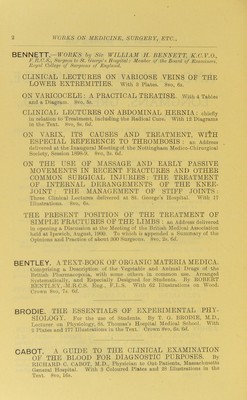 2 WORKS ON MEDICINE, SURGERY, ETC.
BENNETT.—WORKS by Sir WILLIAM H. BENNETT, K.C.V.O.,
F.R.C.S., Surgeon to St. George's Hospital; Member of the Board of Examiners,
Royal College of Surgeons of England.
CLINICAL LECTURES ON VARICOSE VEINS OF THE
LOWER EXTREMITIES. With 3 Plates. 8vo, 6s.
ON VARICOCELE: A PRACTICAL TREATISE. With 4 Tables
and a Diagram. 8vo, 5s.
CLINICAL LECTURES ON ABDOMINAL HERNIA: chiefly
in relation to Treatment, including the Radical Cure. With 12 Diagrams
in the Text. 8vo, 8s. 6d.
ON VARIX, ITS CAUSES AND TREATMENT, WITH
ESPECIAL REFERENCE TO THROMBOSIS: an Address
delivered at the Inaugural Meeting of the Nottingham Medico-Chirurgical
Society, Session 1898-9. 8vo, 3s. 6d.
ON THE USE OF MASSAGE AND EARLY PASSIVE
MOVEMENTS IN RECENT FRACTURES AND OTHER
COMMON SURGICAL INJURIES: THE TREATMENT
OF INTERNAL DERANGEMENTS OF THE KNEE-
JOINT: THE MANAGEMENT OF STIFF JOINTS:
Three Clinical Lectures delivered at St. George's Hospital. With 17
Illustrations. 8vo, 6s.
THE PRESENT POSITION OF THE TREATMENT OF
SIMPLE FRACTURES OF THE LIMBS: an Address delivered
in opening a Discussion at the Meeting of the British Medical Association
held at Ipswich, August, 1900. To which is appended a Summary of the
Opinions and Practice of about 300 Surgeons. 8vo, 2s. 6d.
BENTLEY. A TEXT-BOOK OF ORGANIC MATERIA MEDICA.
Comprising a Description of the Vegetable and Animal Drugs of the
British Pharmacopœia, with some others in common use. Arranged
Systematically, and Especially Designed for Students. By ROBERT
BENTLEY, M.R.C.S. Eng., F.L.S. With 62 Illustrations on Wood.
Crown 8vo, 7s. 6d.
BRODIE. THE ESSENTIALS OF EXPERIMENTAL PHY-
SIOLOGY. For the use of Students. By T. G. BRODIE, M.D.,
Lecturer on Physiology, St. Thomas's Hospital Medical School. With
2 Plates and 177 Illustrations in the Text. Crown 8vo, 6s. 6d.
CABOT. A GUIDE TO THE CLINICAL EXAMINATION
OF THE BLOOD FOR DIAGNOSTIC PURPOSES. By
RICHARD C. CABOT, M.D., Physician to Out-Patients, Massachusetts
General Hospital. With 3 Coloured Plates and 28 Illustrations in the
Text. 8vo, 16s.